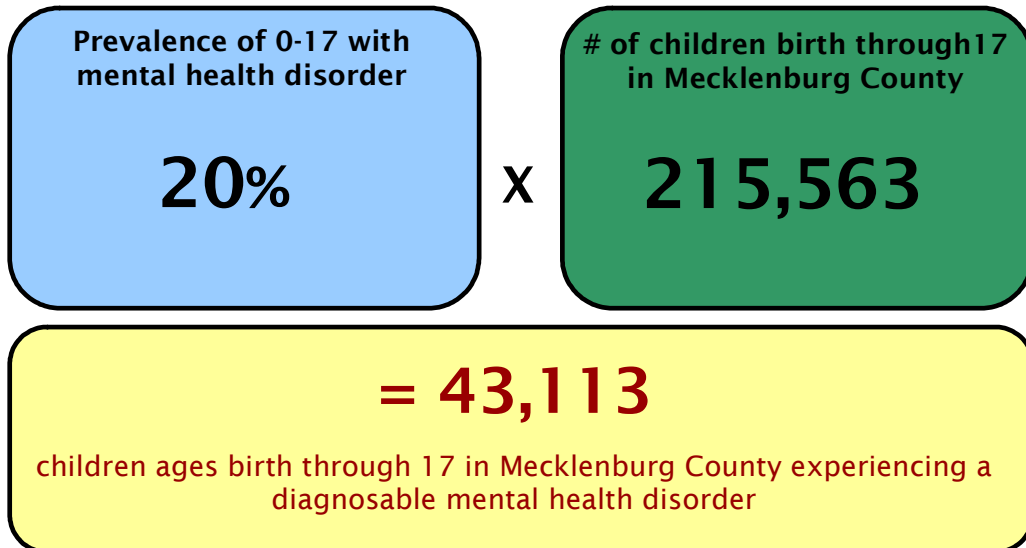 Prevalence of 0-17 with
mental health disorder
20%
X
# of children birth through17
in Mecklenburg County
215,563
= 43,113
children ages birth through 17 in Mecklenburg County experiencing a
diagnosable mental health disorder